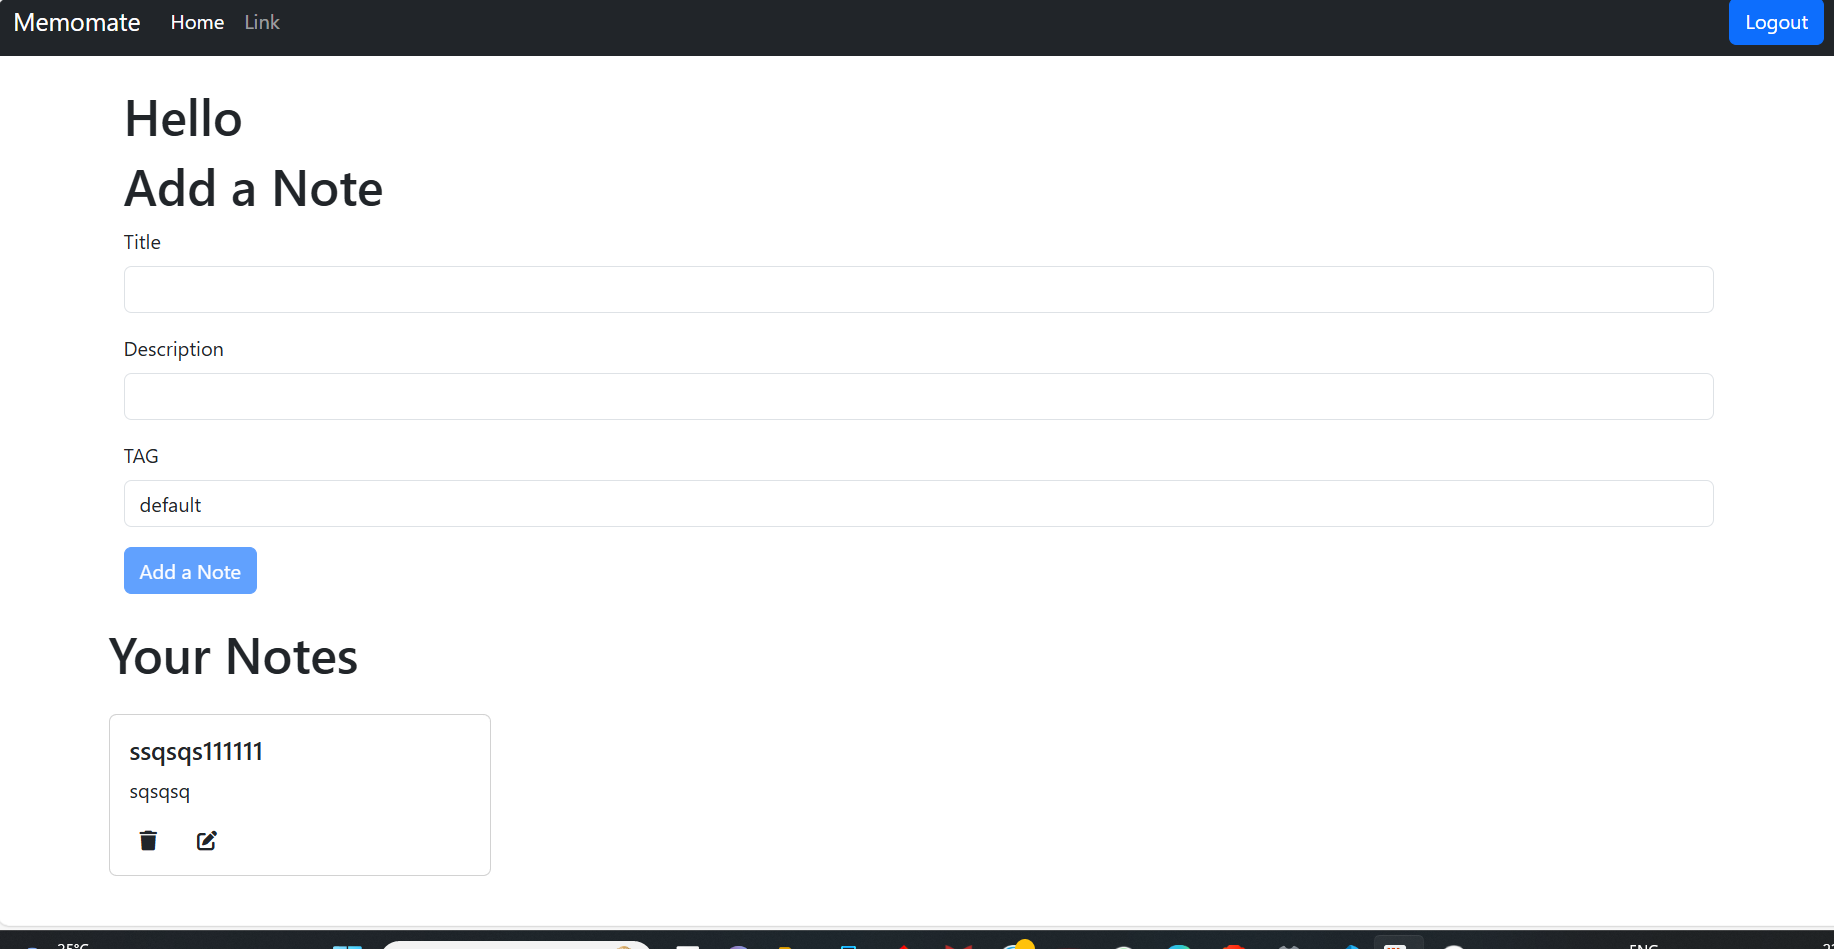 Memomate Home Link Logout
Hello
Add a Note
Title
Description
TAG
default
Add a Note
Your Notes
ssqsqs111111
sqsqsq